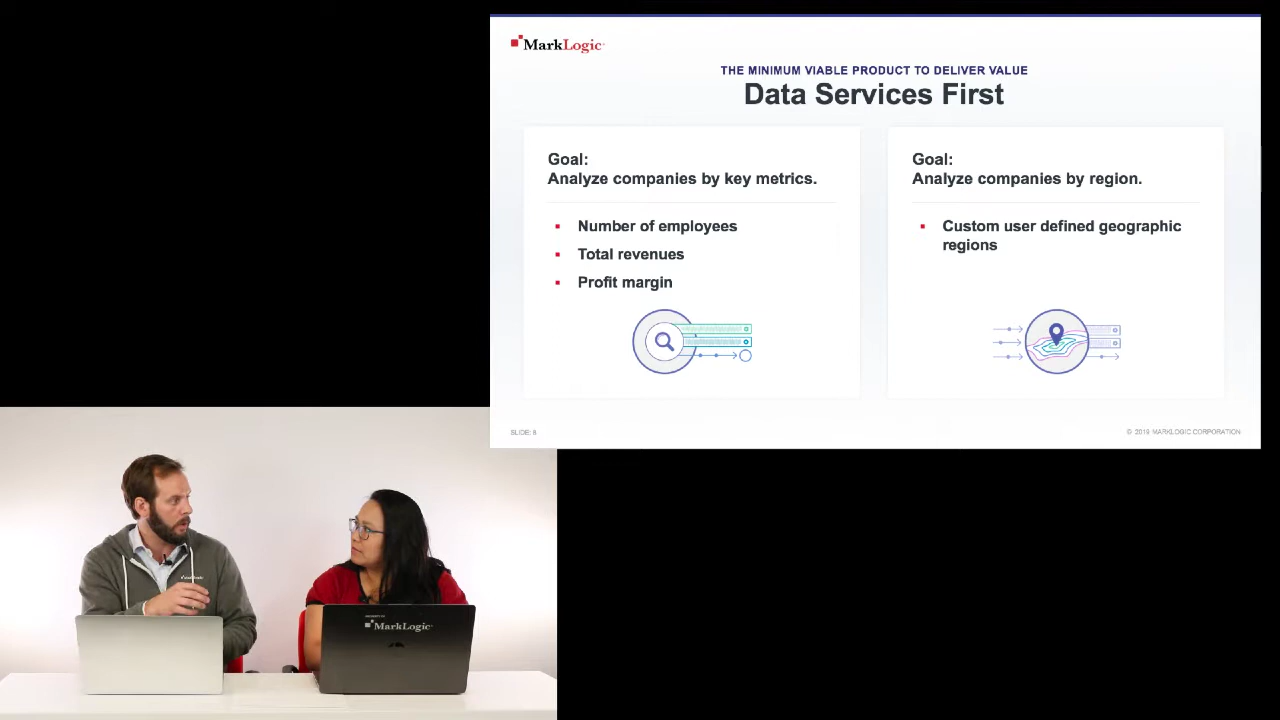 MarkLogic
THE MINIMUM VIABLE PRODUCT TO DELIVER VALUE
Data Services First
Goal:
Analyze companies by key metrics.
Number of employees
Total revenues
Profit margin
Goal:
Analyze companies by region.
Custom user defined geographic
regions
SLIDE: 8
© 2019 MARKLOGIC CORPORATION
MarkLogic